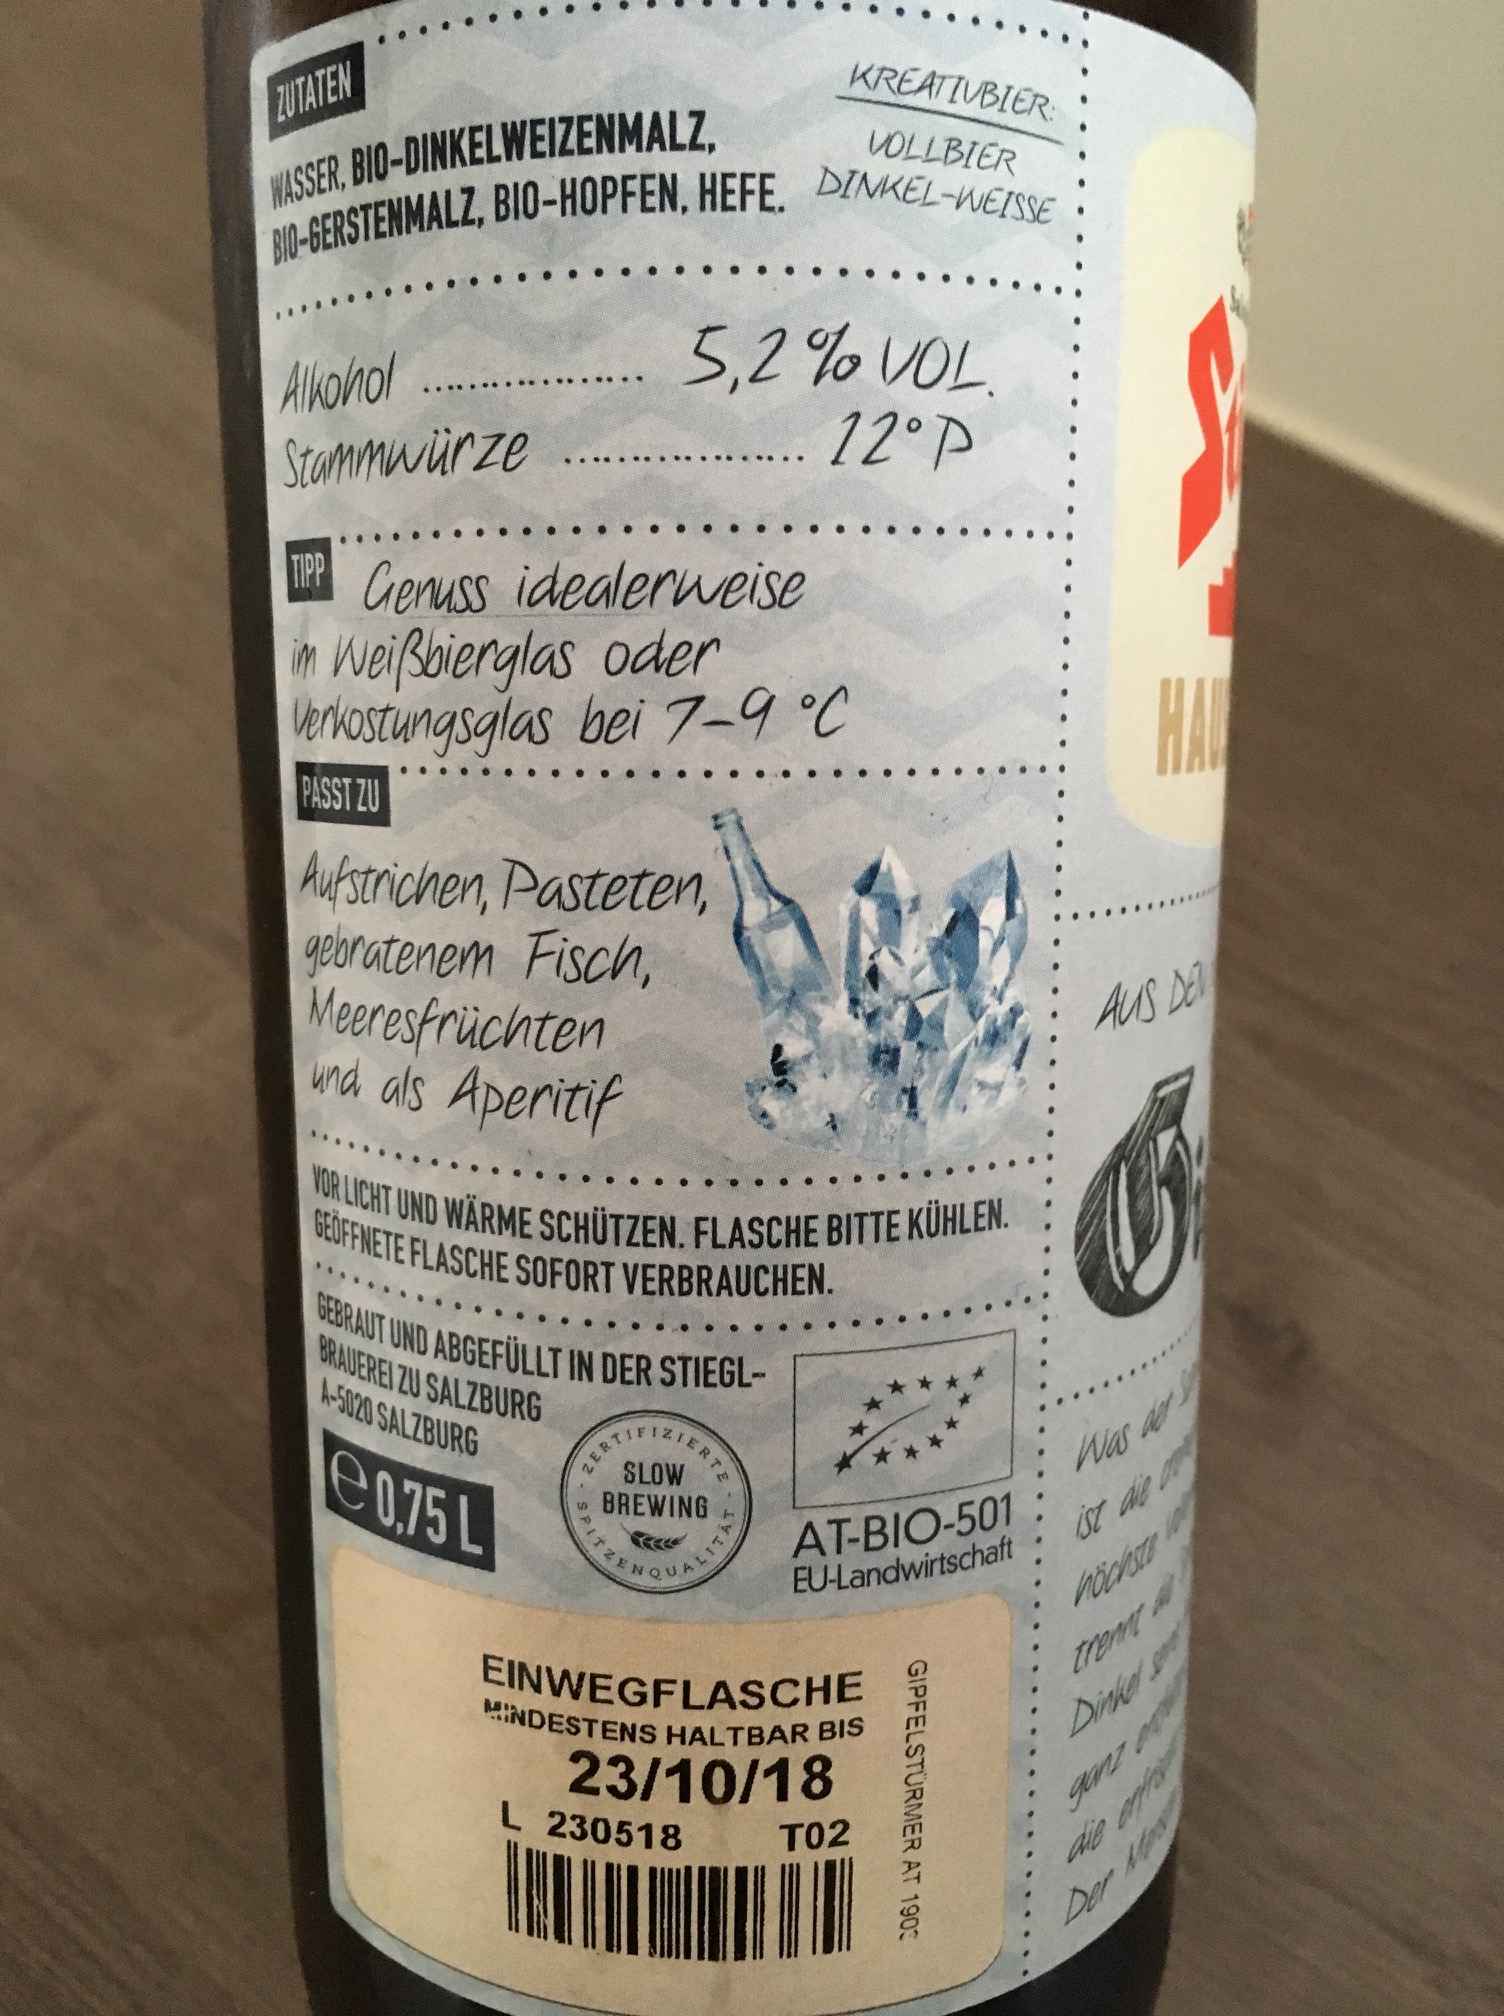 ZUTATEN
WASSER, BIO-DINKELWEIZENMALZ,
BIO-GERSTENMALZ, BIO-HOPFEN, HEFE.
KREATIVBIER:
VOLLBIER
DINKEL-WEISSE
Alkohol .................. 5,2 % VOL.
Stammwürze .................. 12° P
TIPP Genuss idealerweise
im Weißbierglas oder
Verkostungsglas bei 7–9 °C
PASST ZU
Aufstrichen, Pasteten,
gebratenem Fisch,
Meeresfrüchten
und als Aperitif
VOR LICHT UND WÄRME SCHÜTZEN. FLASCHE BITTE KÜHLEN.
GEÖFFNETE FLASCHE SOFORT VERBRAUCHEN.
GEBRAUT UND ABGEFÜLLT IN DER STIEGL-
BRAUEREI ZU SALZBURG
A-5020 SALZBURG
e 0,75 L
· ZERTIFIZIERTE ·
SLOW
BREWING
SPITZENQUALITÄT
AT-BIO-501
EU-Landwirtschaft
EINWEGFLASCHE
MINDESTENS HALTBAR BIS
23/10/18
L 230518 T02
GIPFELSTÜRMER AT 1903
HAU
AUS DEN
Was der
ist die
höchste
trennt
Dinkel
ganz
die
Der